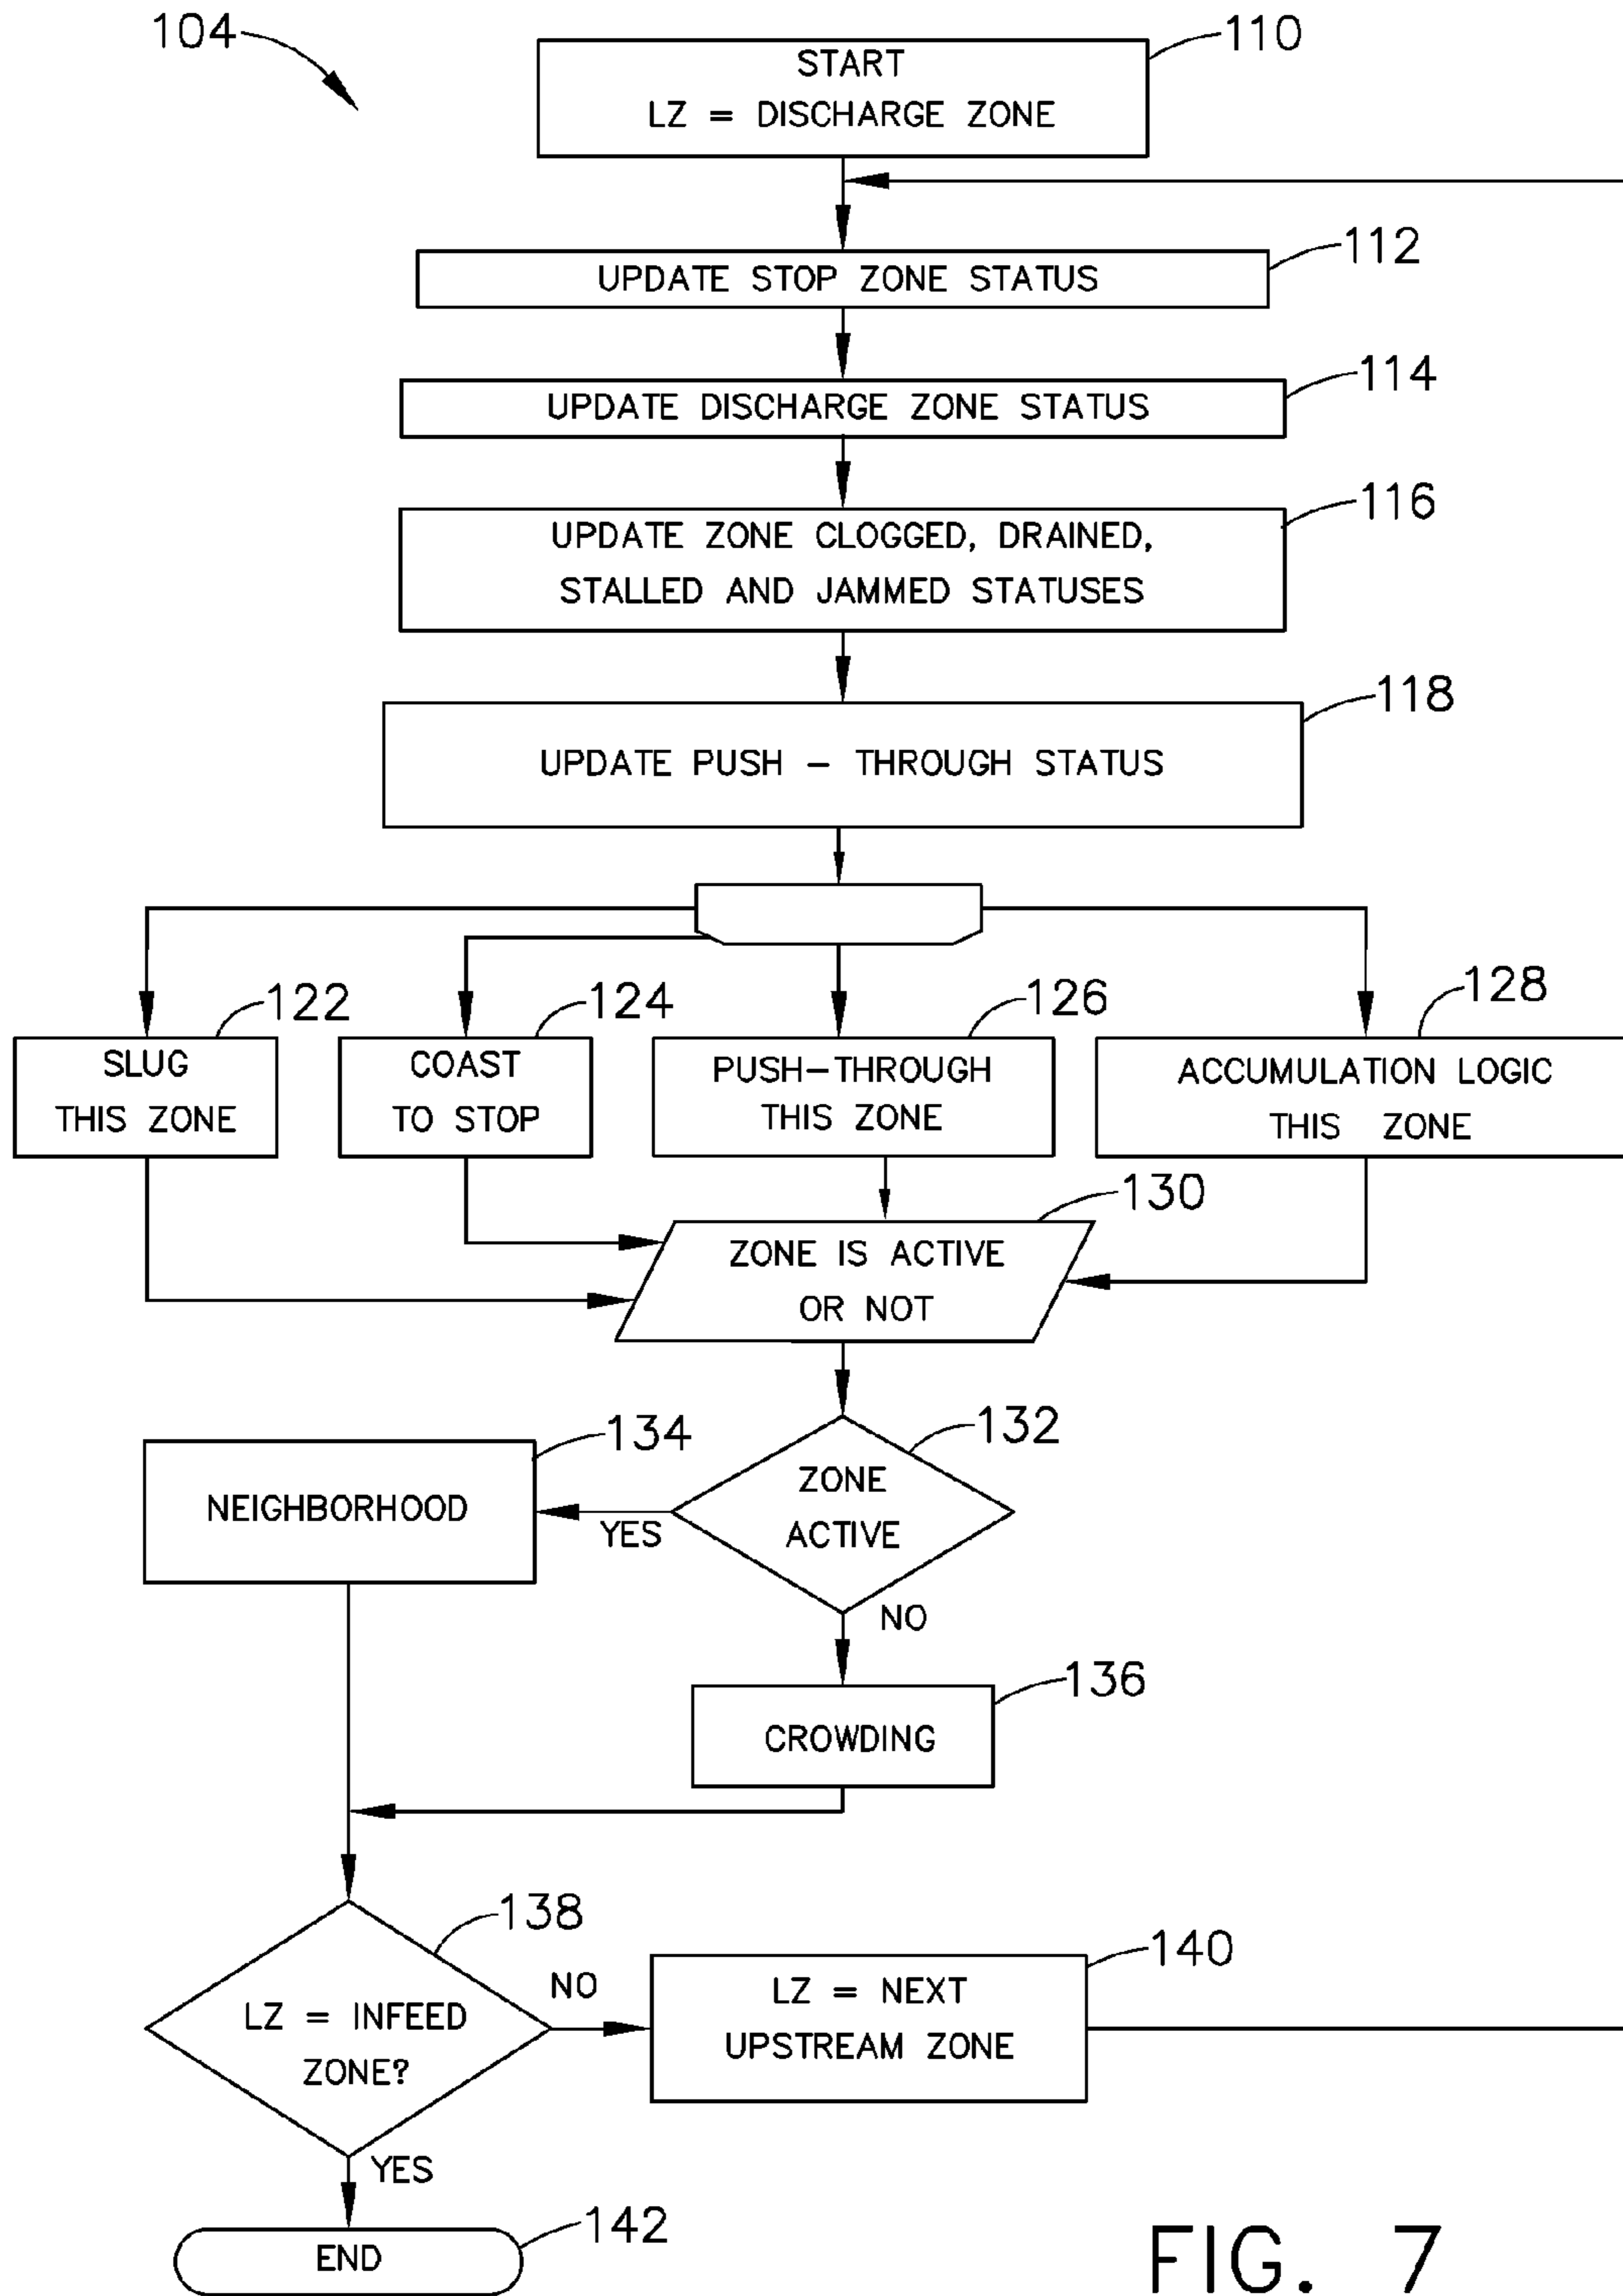 104
110
START
LZ = DISCHARGE ZONE
112
UPDATE STOP ZONE STATUS
114
UPDATE DISCHARGE ZONE STATUS
116
UPDATE ZONE CLOGGED, DRAINED,
STALLED AND JAMMED STATUSES
118
UPDATE PUSH - THROUGH STATUS
122
124
126
128
SLUG
THIS ZONE
COAST
TO STOP
PUSH-THROUGH
THIS ZONE
ACCUMULATION LOGIC
THIS ZONE
130
ZONE IS ACTIVE
OR NOT
132
134
ZONE
ACTIVE
NEIGHBORHOOD
YES
NO
136
CROWDING
138
LZ = INFEED
ZONE?
NO
140
LZ = NEXT
UPSTREAM ZONE
YES
142
END
FIG. 7